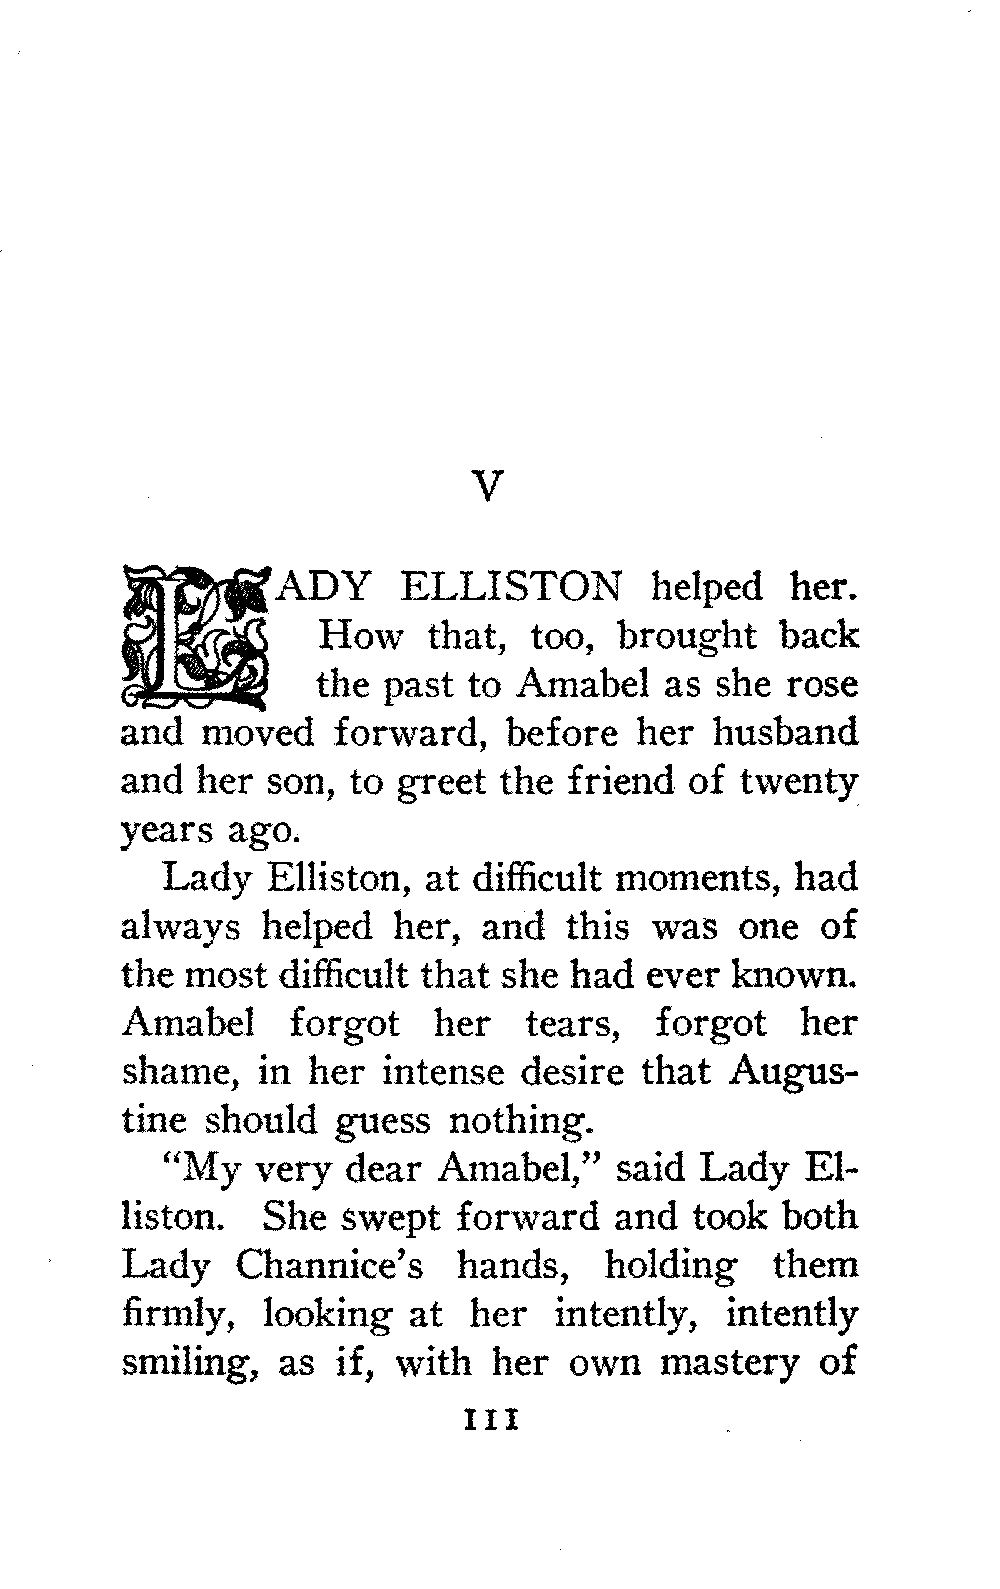 V
LADY ELLISTON helped her.
How that, too, brought back
the past to Amabel as she rose
and moved forward, before her husband
and her son, to greet the friend of twenty
years ago.
Lady Elliston, at difficult moments, had
always helped her, and this was one of
the most difficult that she had ever known.
Amabel forgot her tears, forgot her
shame, in her intense desire that Augus-
tine should guess nothing.
“My very dear Amabel,” said Lady El-
liston. She swept forward and took both
Lady Channice’s hands, holding them
firmly, looking at her intently, intently
smiling, as if, with her own mastery of
111